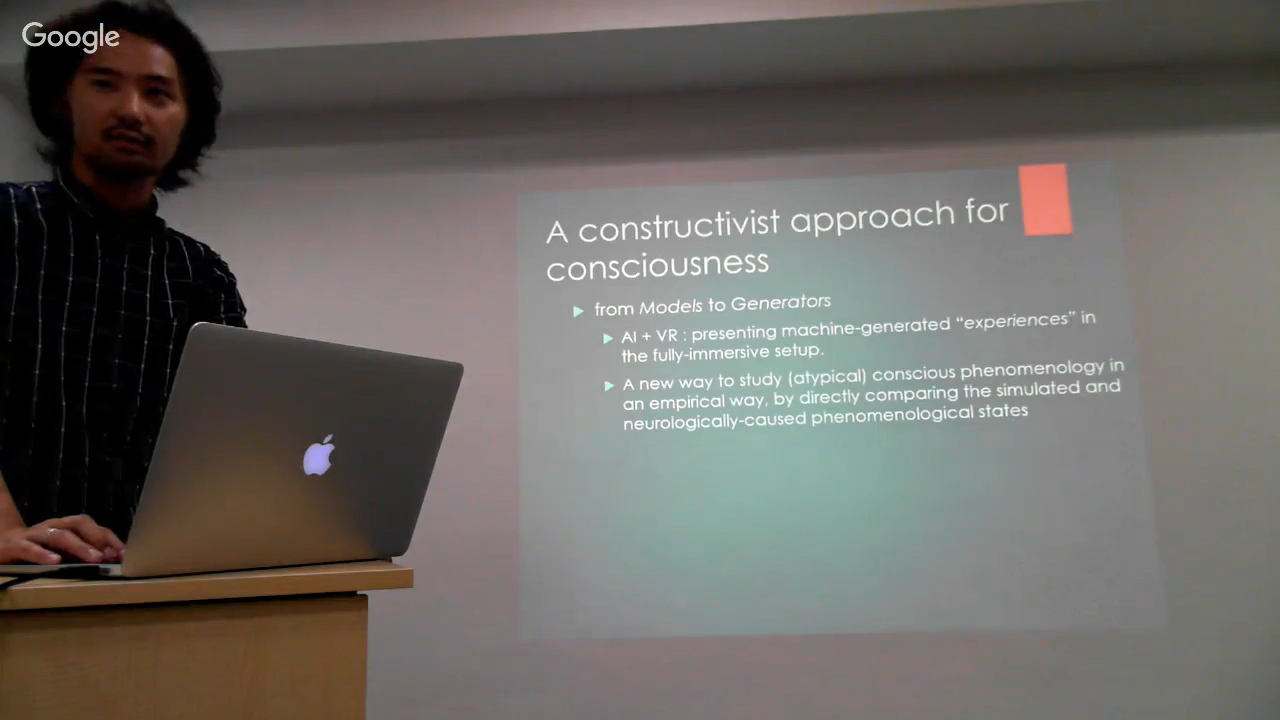 Google
A constructivist approach for
consciousness
from Models to Generators
AI + VR : presenting machine-generated “experiences” in
the fully-immersive setup.
A new way to study (atypical) conscious phenomenology in
an empirical way, by directly comparing the simulated and
neurologically-caused phenomenological states